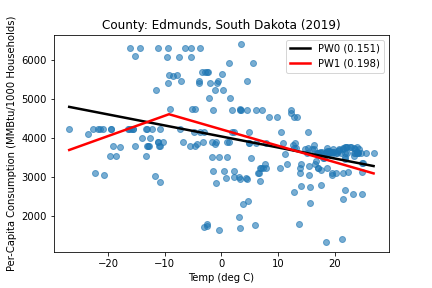 County: Edmunds, South Dakota (2019)
PW0 (0.151)
PW1 (0.198)
Per-Capita Consumption (MMBtu/1000 Households)
6000
5000
4000
3000
2000
−20 −10 0 10 20
Temp (deg C)